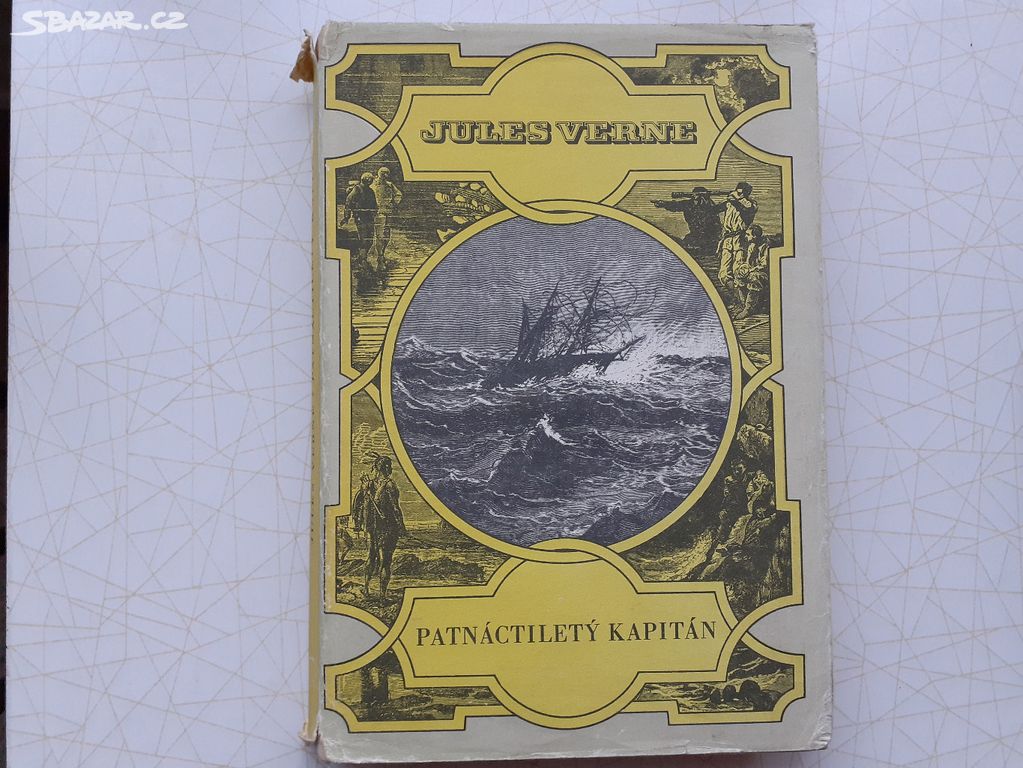 SBAZAR.CZ
JULES VERNE
PATNÁCTILETÝ KAPITÁN